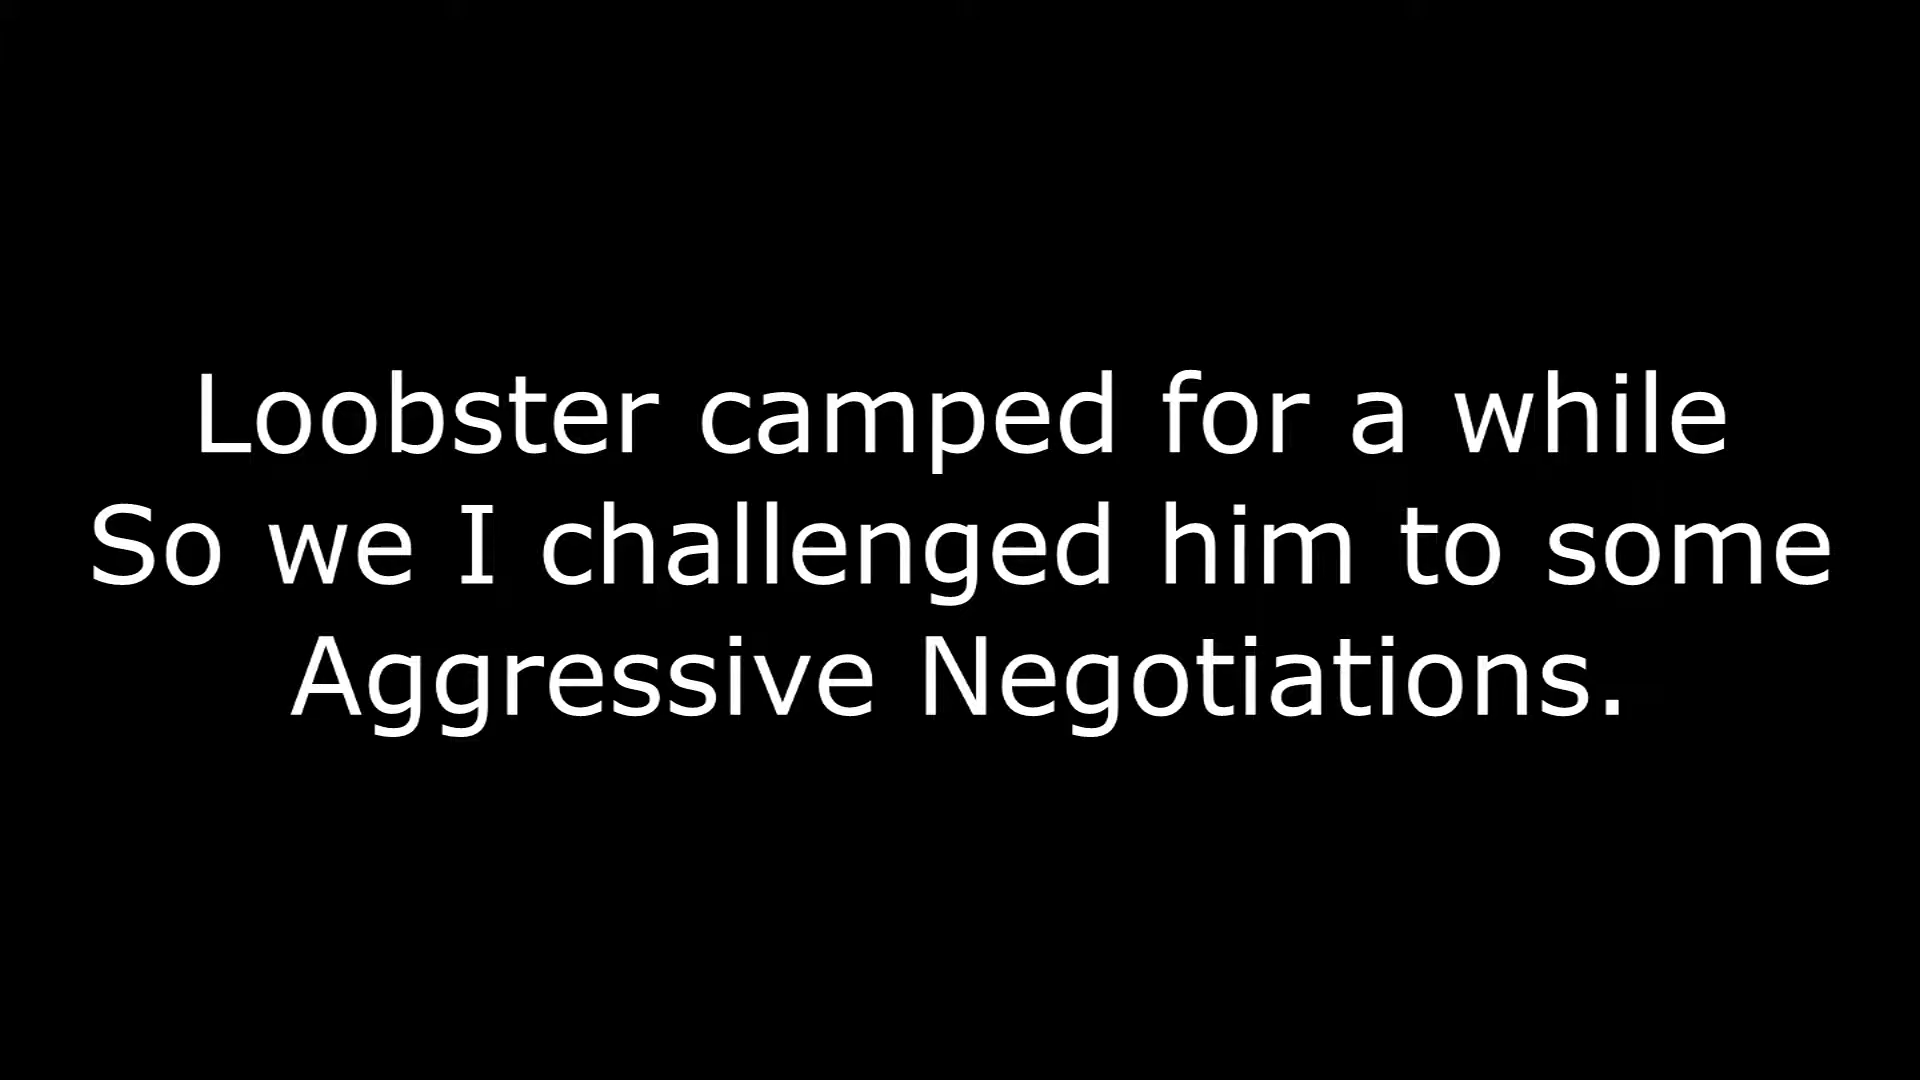 Loobster camped for a while
So we I challenged him to some
Aggressive Negotiations.